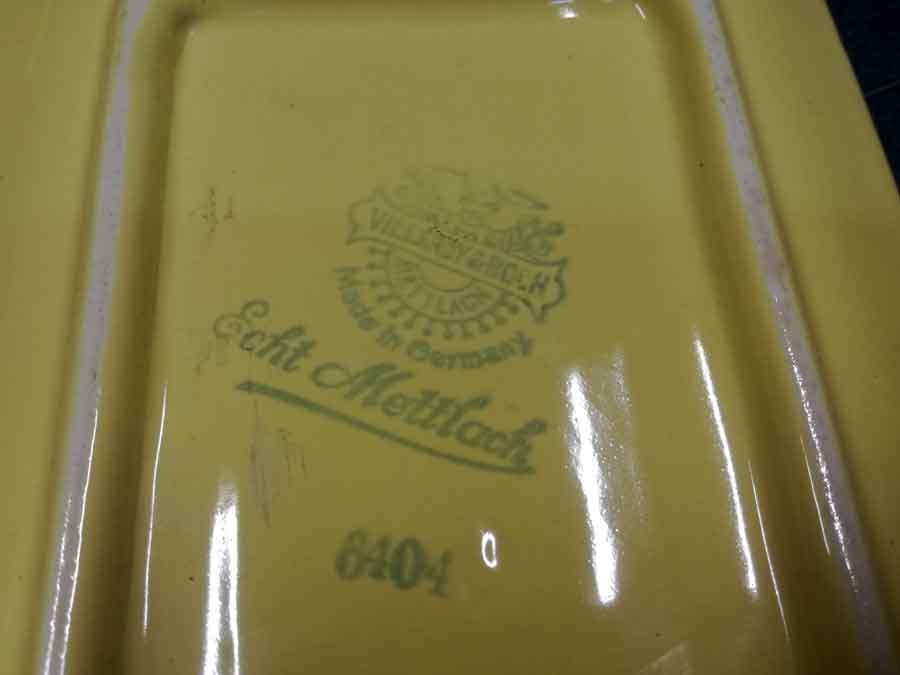 VILLEROY & BOCH
METTLACH
Made in Germany
Echt Mettlach
6404